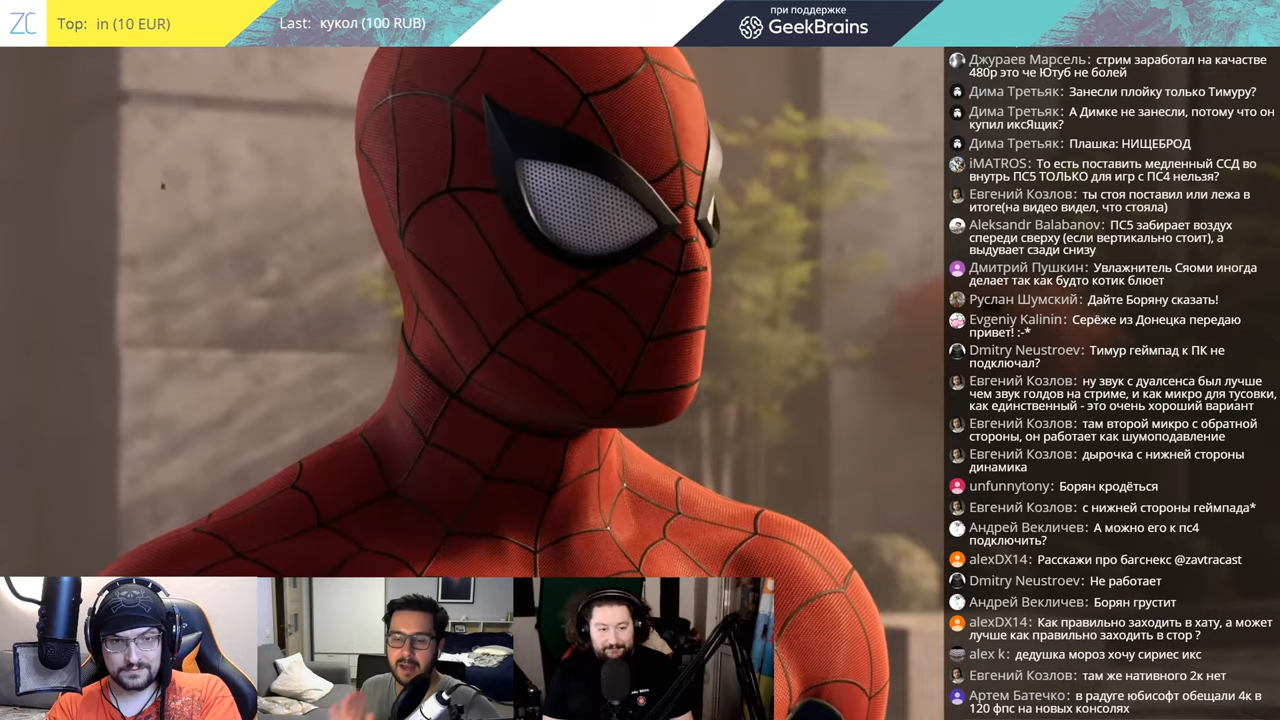 ZC
Top: in (10 EUR)
Last: кукол (100 RUB)
при поддержке
GeekBrains
Джураев Марсель: стрим заработал на качастве
480p это че Ютуб не болей
Дима Третьяк: Занесли плойку только Тимуру?
Дима Третьяк: А Димке не занесли, потому что он
купил иксЯщик?
Дима Третьяк: Плашка: НИЩЕБРОД
iMATROS: То есть поставить медленный ССД во
внутрь ПС5 ТОЛЬКО для игр с ПС4 нельзя?
Евгений Козлов: ты стоя поставил или лежа в
итоге(на видео видел, что стояла)
Aleksandr Balabanov: ПС5 забирает воздух
спереди сверху (если вертикально стоит), а
выдувает сзади снизу
Дмитрий Пушкин: Увлажнитель Сяоми иногда
делает так как будто котик блюет
Руслан Шумский: Дайте Боряну сказать!
Evgeniy Kalinin: Серёже из Донецка передаю
привет! :-*
Dmitry Neustroev: Тимур геймпад к ПК не
подключал?
Евгений Козлов: ну звук с дуалсенса был лучше
чем звук голдов на стриме, и как микро для тусовки,
как единственный - это очень хороший вариант
Евгений Козлов: там второй микро с обратной
стороны, он работает как шумоподавление
Евгений Козлов: дырочка с нижней стороны
динамика
unfunnytony: Борян кродёться
Евгений Козлов: с нижней стороны геймпада*
Андрей Векличев: А можно его к пс4
подключить?
alexDX14: Расскажи про багснекс @zavtracast
Dmitry Neustroev: Не работает
Андрей Векличев: Борян грустит
alexDX14: Как правильно заходить в хату, а может
лучше как правильно заходить в стор ?
alex k: дедушка мороз хочу сириес икс
Евгений Козлов: там же нативного 2к нет
Артем Батечко: в радуге юбисофт обещали 4к в
120 фпс на новых консолях